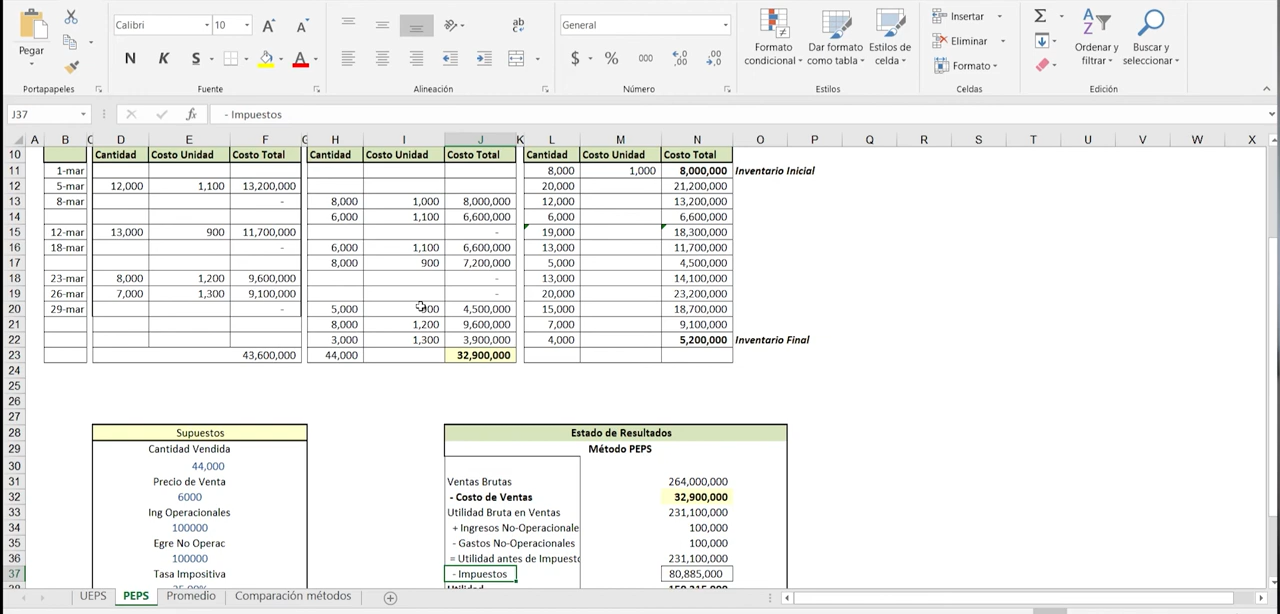 Pegar
Portapapeles
Calibri 10
N K S
Fuente
ab
Alineación
General
$ % 000
Número
Formato condicional
Dar formato como tabla
Estilos de celda
Estilos
Insertar
Eliminar
Formato
Celdas
Ordenar y filtrar
Buscar y seleccionar
Edición
J37 fx - Impuestos
A B C D E F G H I J K L M N O P Q R S T U V W X
10 Cantidad Costo Unidad Costo Total Cantidad Costo Unidad Costo Total Cantidad Costo Unidad Costo Total
11 1-mar 8,000 1,000 8,000,000 Inventario Inicial
12 5-mar 12,000 1,100 13,200,000 20,000 21,200,000
13 8-mar - 8,000 1,000 8,000,000 12,000 13,200,000
14 6,000 1,100 6,600,000 6,000 6,600,000
15 12-mar 13,000 900 11,700,000 - 19,000 18,300,000
16 18-mar - 6,000 1,100 6,600,000 13,000 11,700,000
17 8,000 900 7,200,000 5,000 4,500,000
18 23-mar 8,000 1,200 9,600,000 - 13,000 14,100,000
19 26-mar 7,000 1,300 9,100,000 - 20,000 23,200,000
20 29-mar - 5,000 00 4,500,000 15,000 18,700,000
21 8,000 1,200 9,600,000 7,000 9,100,000
22 3,000 1,300 3,900,000 4,000 5,200,000 Inventario Final
23 43,600,000 44,000 32,900,000
24
25
26
27
28 Supuestos Estado de Resultados
29 Cantidad Vendida Método PEPS
30 44,000
31 Precio de Venta Ventas Brutas 264,000,000
32 6000 - Costo de Ventas 32,900,000
33 Ing Operacionales Utilidad Bruta en Ventas 231,100,000
34 100000 + Ingresos No-Operacionale 100,000
35 Egre No Operac - Gastos No-Operacionales 100,000
36 100000 = Utilidad antes de Impuesto 231,100,000
37 Tasa Impositiva - Impuestos 80,885,000
UEPS PEPS Promedio Comparación métodos